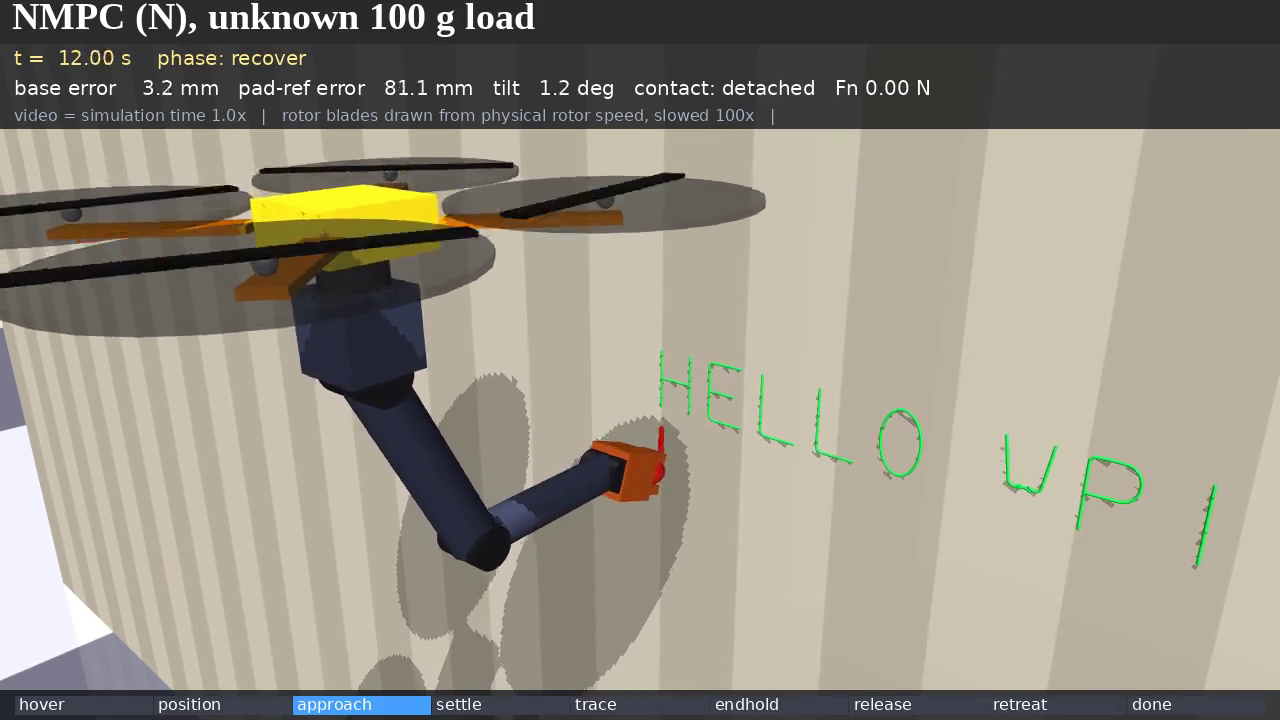 NMPC (N), unknown 100 g load
t = 12.00 s phase: recover
base error 3.2 mm pad-ref error 81.1 mm tilt 1.2 deg contact: detached Fn 0.00 N
video = simulation time 1.0x | rotor blades drawn from physical rotor speed, slowed 100x |
HELLO WPI
hover position approach settle trace endhold release retreat done